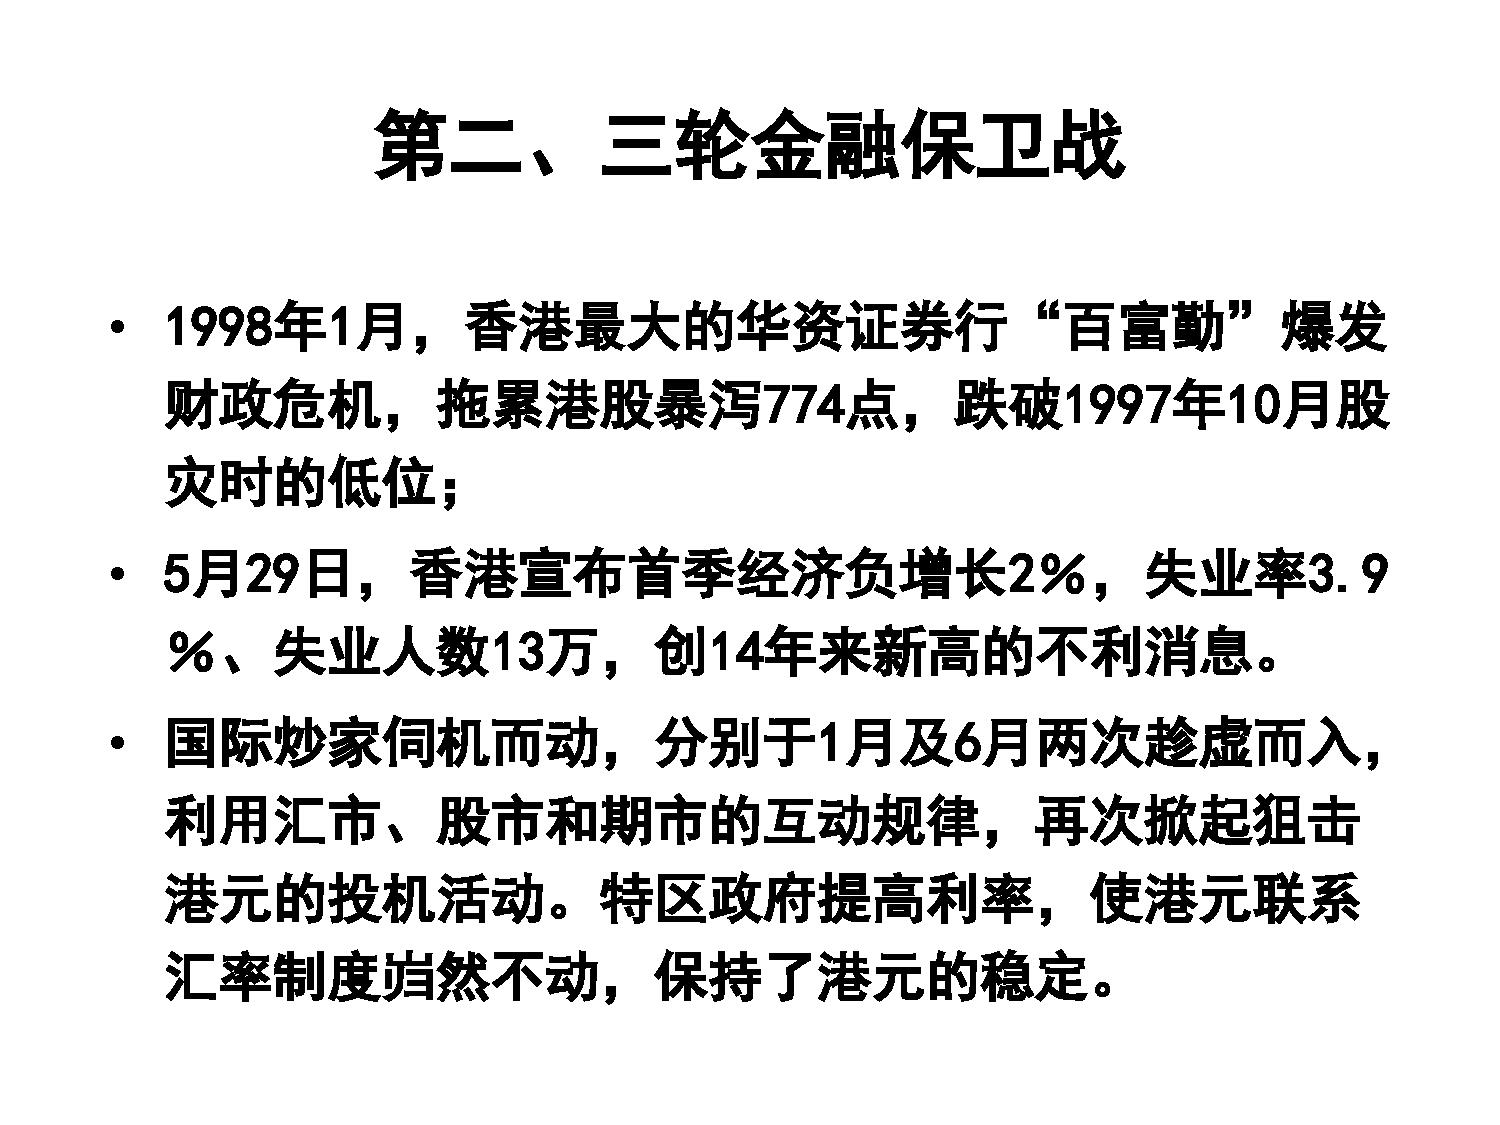 第二、三轮金融保卫战
• 1998年1月，香港最大的华资证券行“百富勤”爆发
财政危机，拖累港股暴泻774点，跌破1997年10月股
灾时的低位；
• 5月29日，香港宣布首季经济负增长2％，失业率3.9
％、失业人数13万，创14年来新高的不利消息。
• 国际炒家伺机而动，分别于1月及6月两次趁虚而入，
利用汇市、股市和期市的互动规律，再次掀起狙击
港元的投机活动。特区政府提高利率，使港元联系
汇率制度岿然不动，保持了港元的稳定。